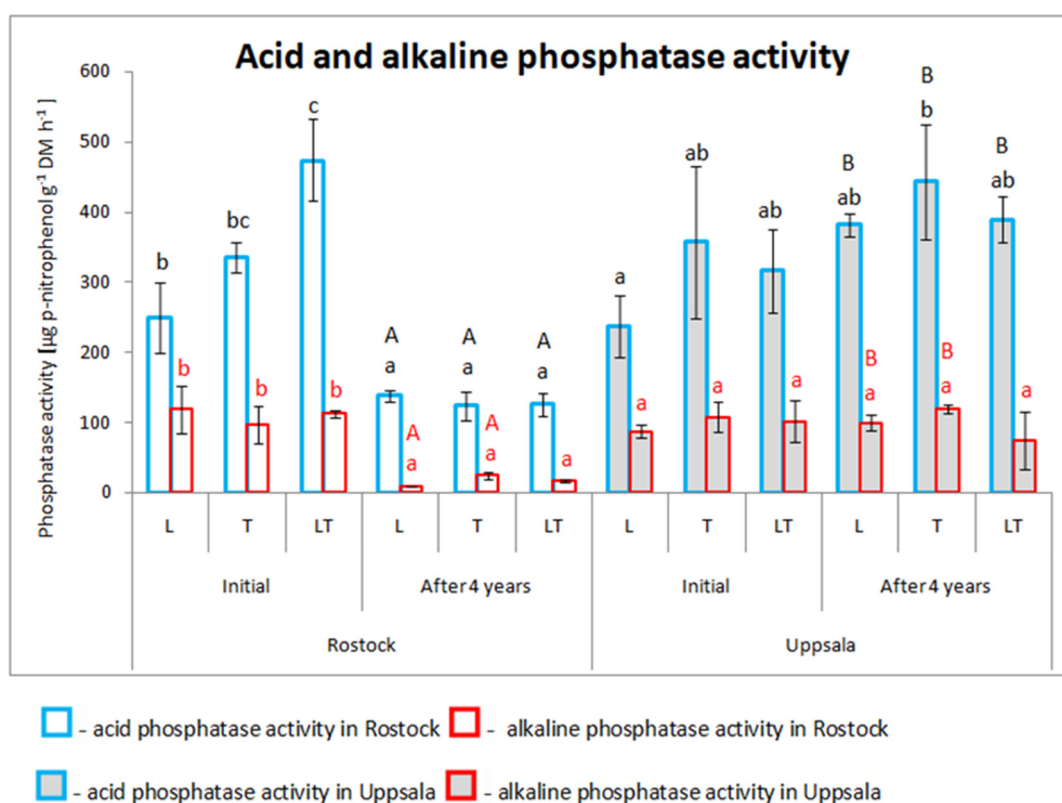 Acid and alkaline phosphatase activity
Phosphatase activity [µg p-nitrophenol g⁻¹ DM h⁻¹ ]
600
500
400
300
200
100
0
b
bc
c
A
a
A
a
A
a
a
ab
ab
B
ab
B
b
B
ab
b
b
b
A
a
A
a
a
a
a
a
B
a
B
a
a
L T LT L T LT L T LT L T LT
Initial After 4 years Initial After 4 years
Rostock Uppsala
- acid phosphatase activity in Rostock - alkaline phosphatase activity in Rostock
- acid phosphatase activity in Uppsala - alkaline phosphatase activity in Uppsala